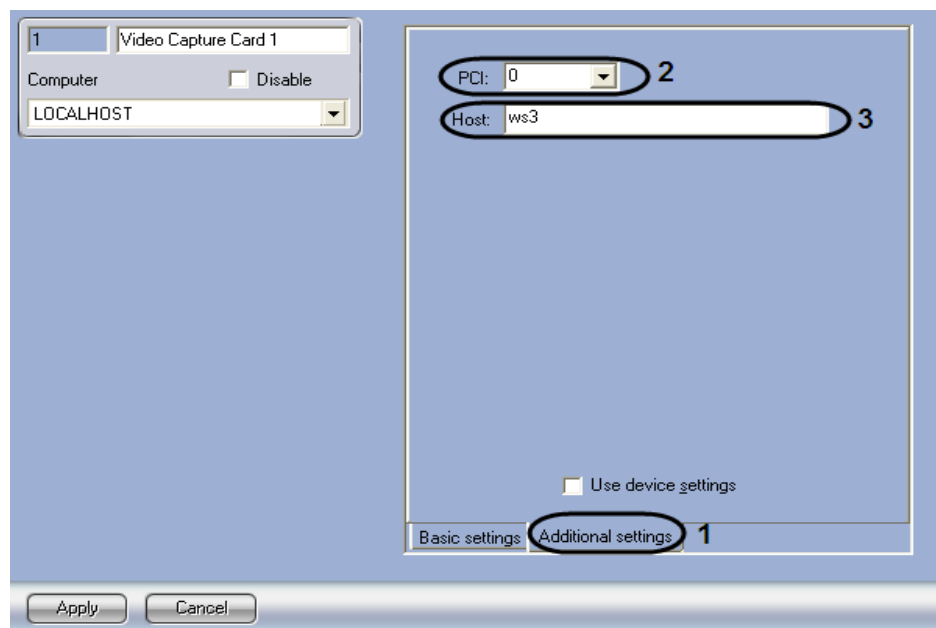 1 Video Capture Card 1
Computer Disable
LOCALHOST
PCI: 0 2
Host: ws3 3
Use device settings
Basic settings Additional settings 1
Apply Cancel